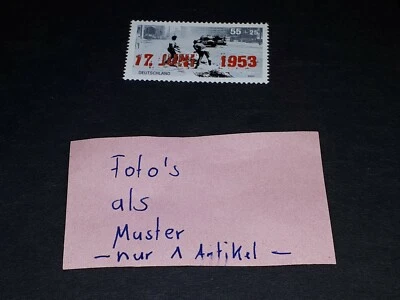 55+25
17. JUNI 1953
DEUTSCHLAND
Foto's
als
Muster
- nur 1 Artikel -